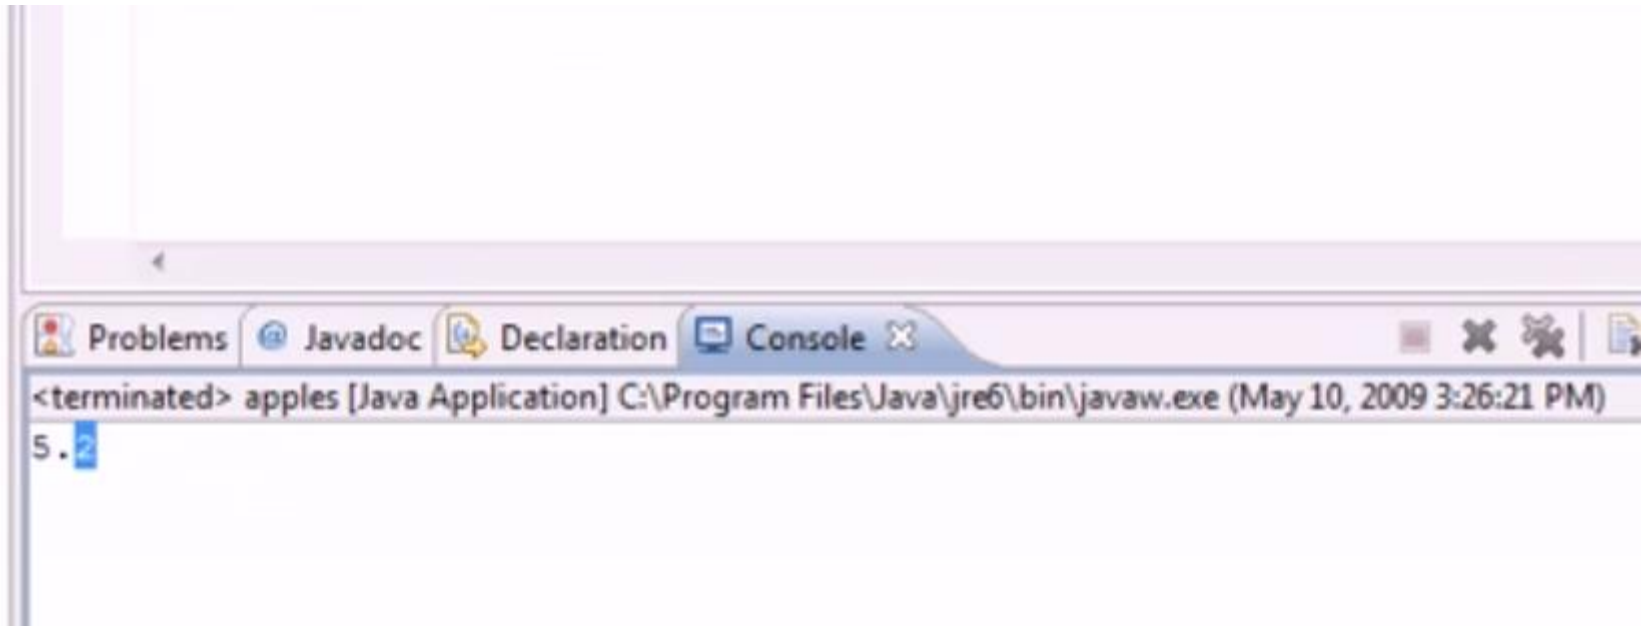 Problems @ Javadoc Declaration Console
<terminated> apples [Java Application] C:\Program Files\Java\jre6\bin\javaw.exe (May 10, 2009 3:26:21 PM)
5.2